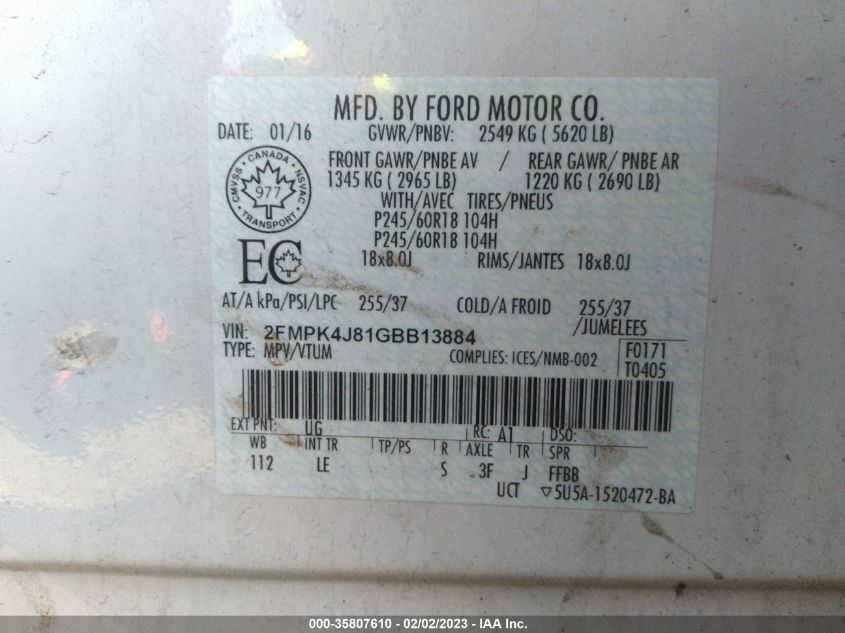 MFD. BY FORD MOTOR CO.
DATE: 01/16 GVWR/PNBV: 2549 KG ( 5620 LB)
FRONT GAWR/PNBE AV / REAR GAWR/ PNBE AR
1345 KG ( 2965 LB) 1220 KG ( 2690 LB)
CANADA
CMVSS · NSVAC
977
TRANSPORT
WITH/AVEC TIRES/PNEUS
P245/60R18 104H
P245/60R18 104H
EC
18x8.0J RIMS/JANTES 18x8.0J
AT/A kPa/PSI/LPC 255/37 COLD/A FROID 255/37
/JUMELEES
VIN: 2FMPK4J81GBB13884
TYPE: MPV/VTUM COMPLIES: ICES/NMB-002
F0171
T0405
EXT PNT: UG RC: A1 DSO:
WB INT TR TP/PS R AXLE TR SPR
112 LE S 3F J FFBB
UCT ▽5U5A-1520472-BA
000-35807610 - 02/02/2023 - © IAA Inc.